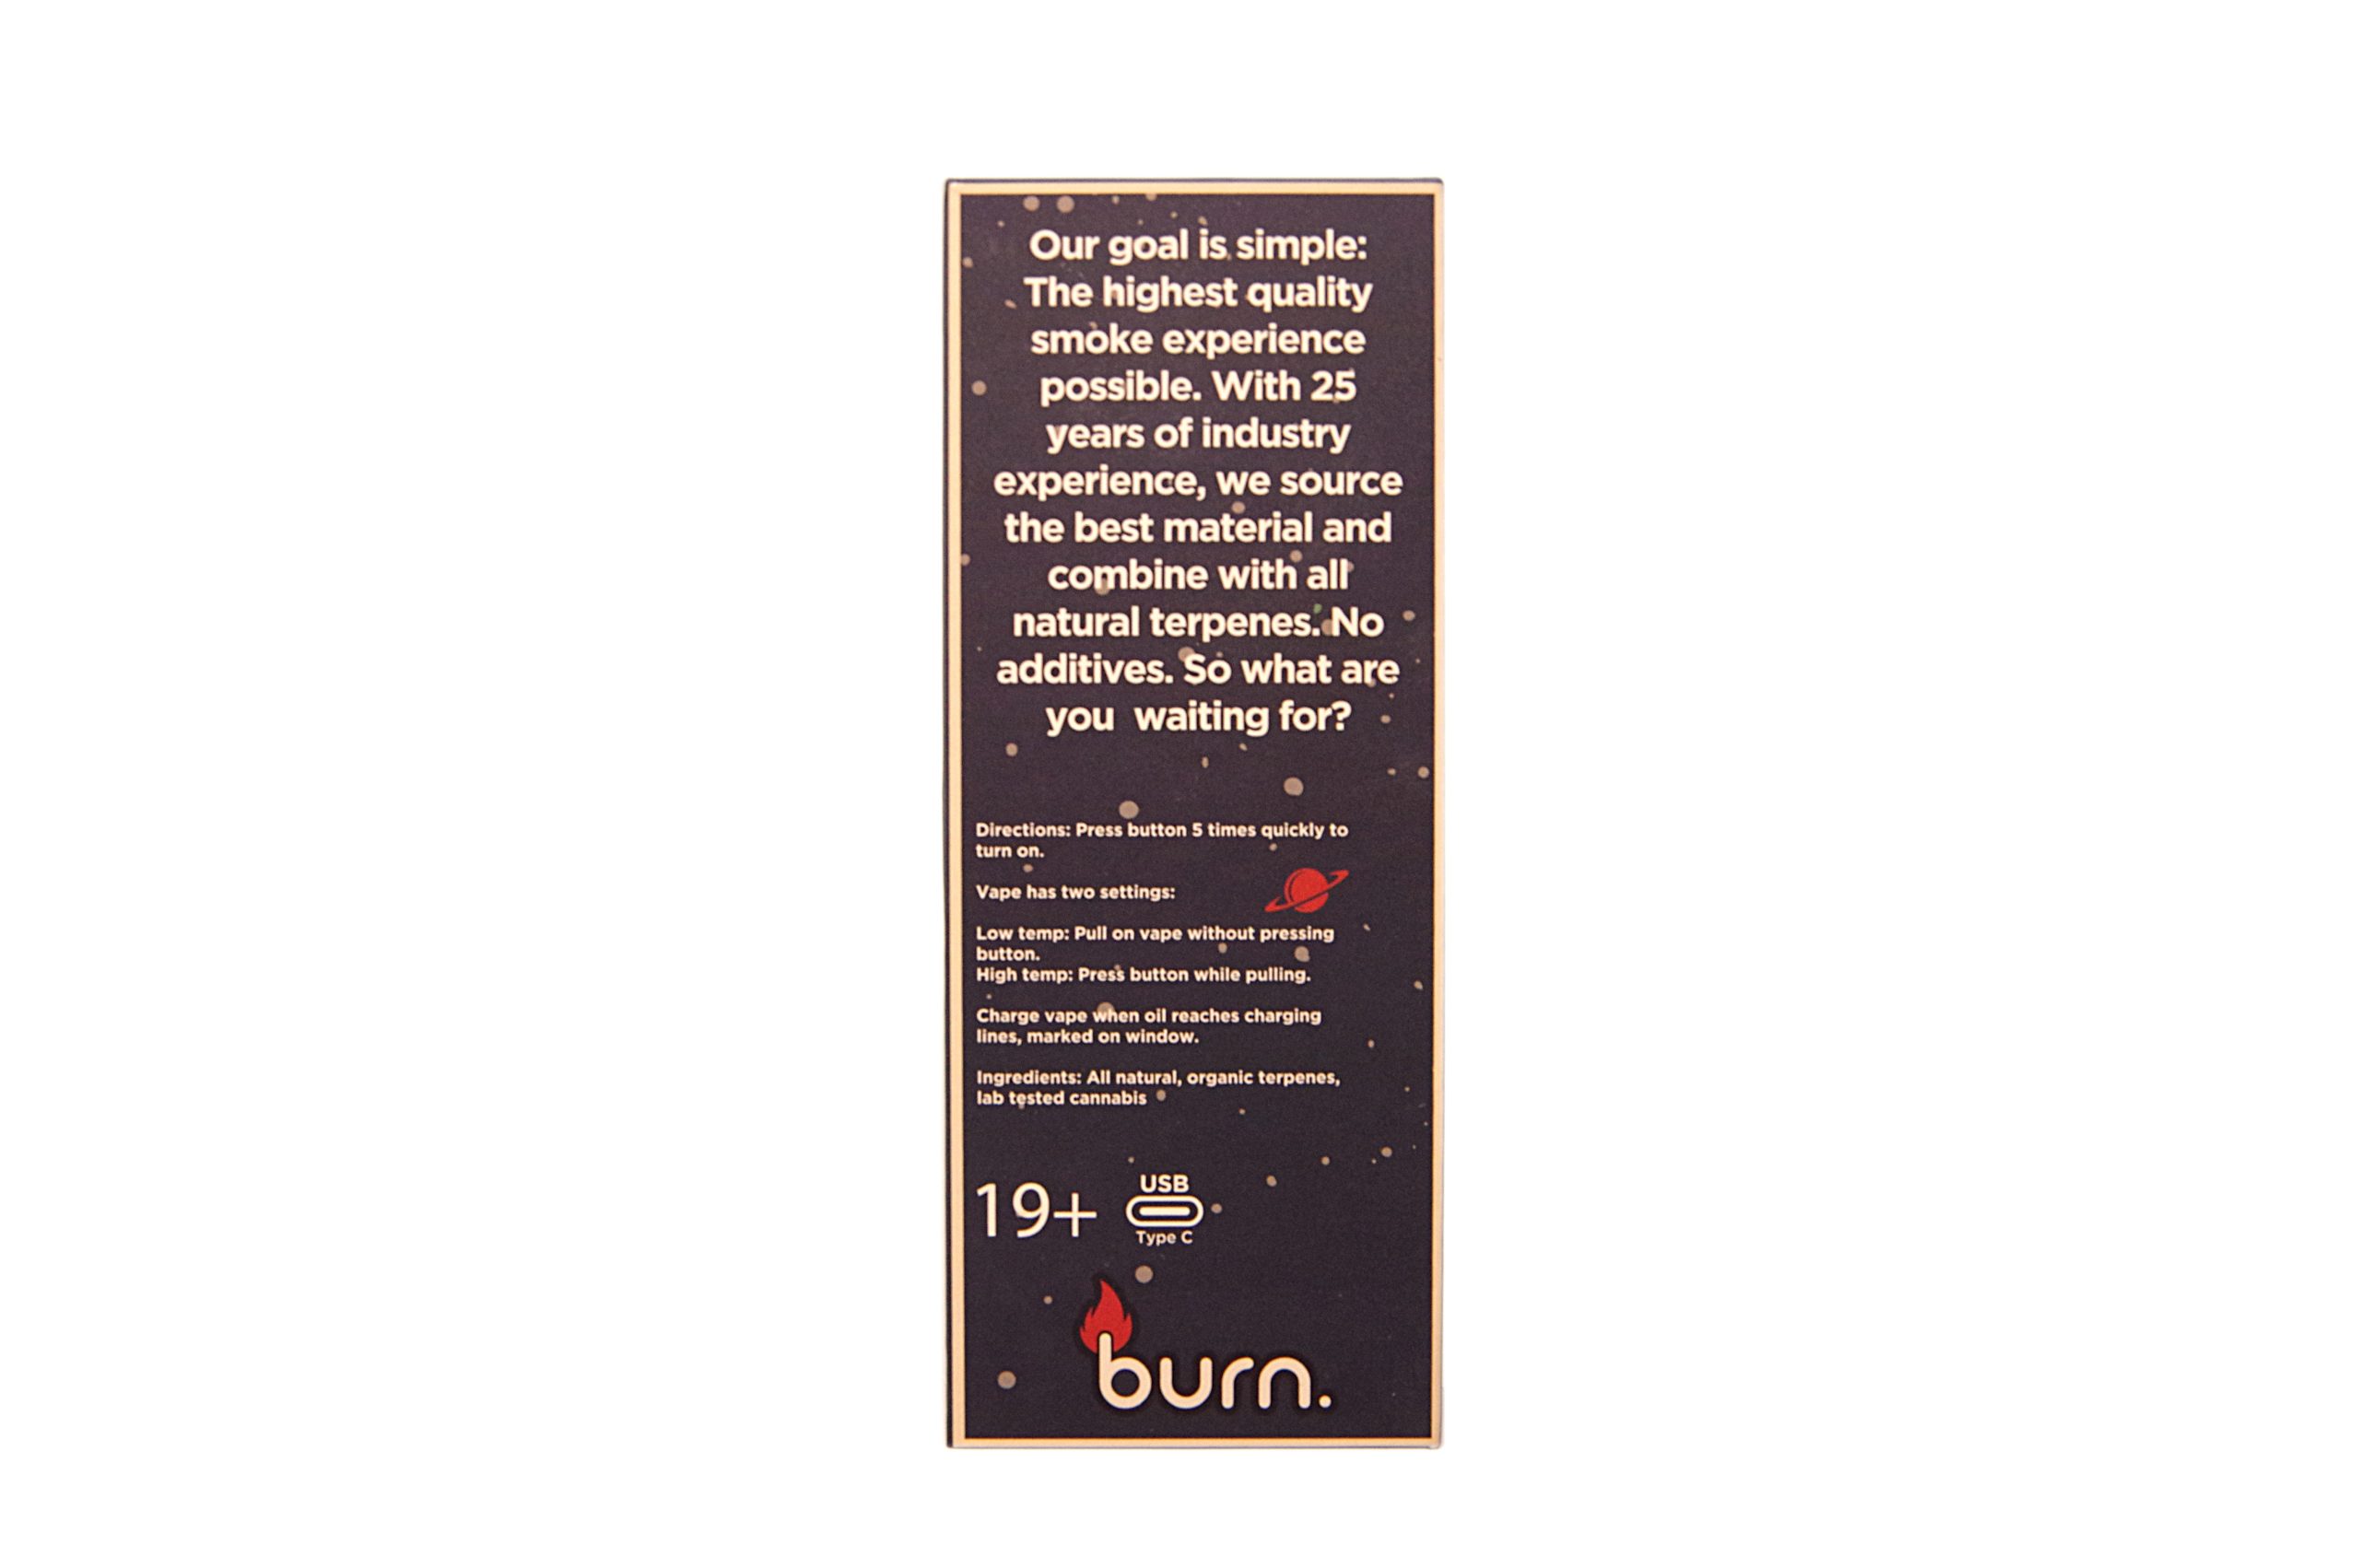 Our goal is simple:
The highest quality
smoke experience
possible. With 25
years of industry
experience, we source
the best material and
combine with all
natural terpenes. No
additives. So what are
you  waiting for?
Directions: Press button 5 times quickly to
turn on.
Vape has two settings:
Low temp: Pull on vape without pressing
button.
High temp: Press button while pulling.
Charge vape when oil reaches charging
lines, marked on window.
Ingredients: All natural, organic terpenes,
lab tested cannabis
19+
USB
Type C
burn.